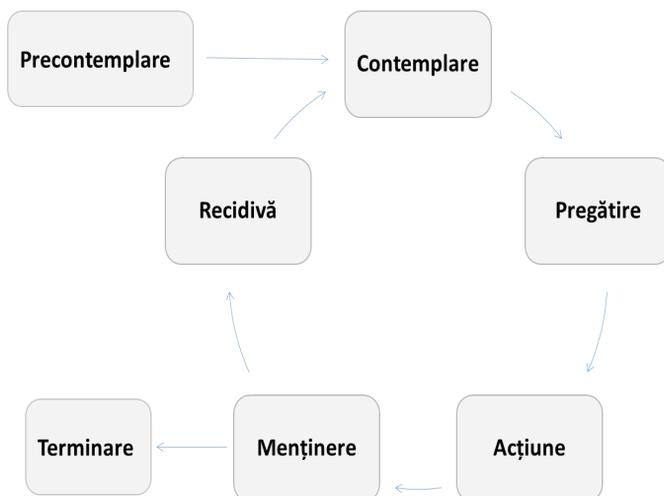 Precontemplare
Contemplare
Recidivă
Pregătire
Terminare
Menținere
Acțiune